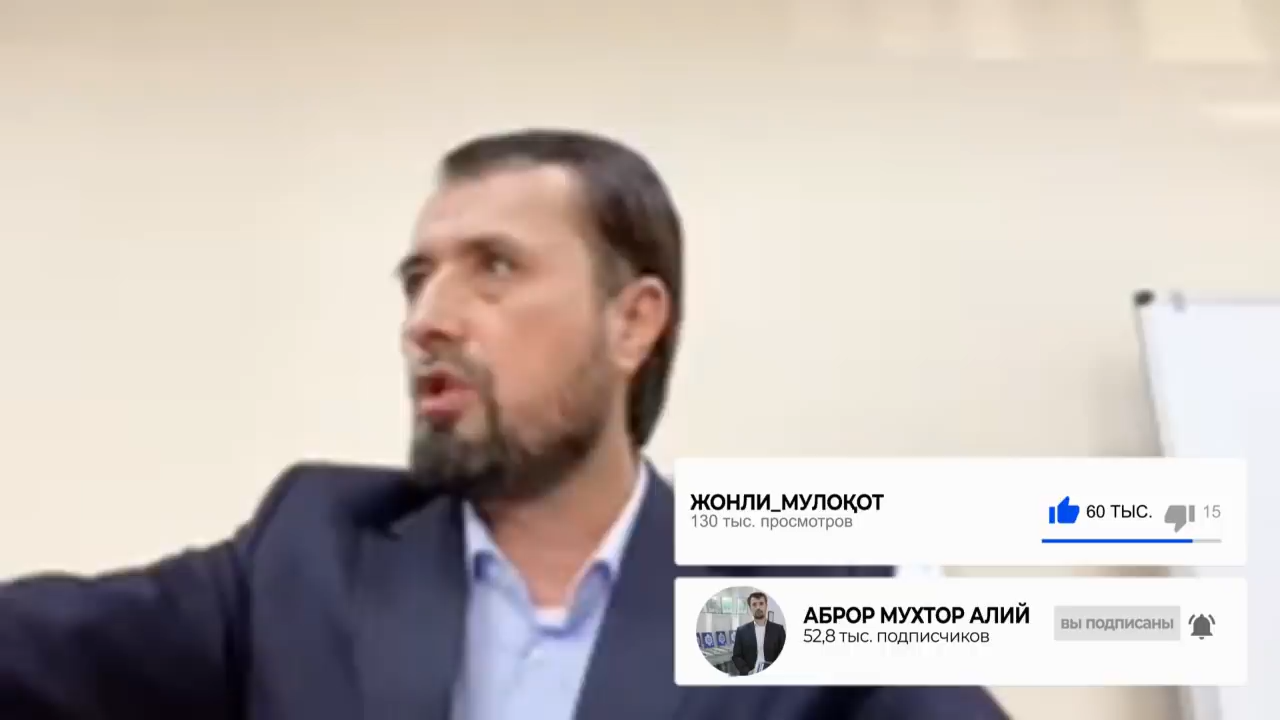 ЖОНЛИ_МУЛОҚОТ
130 тыс. просмотров
60 ТЫС.
15
АБРОР МУХТОР АЛИЙ
52,8 тыс. подписчиков
вы подписаны